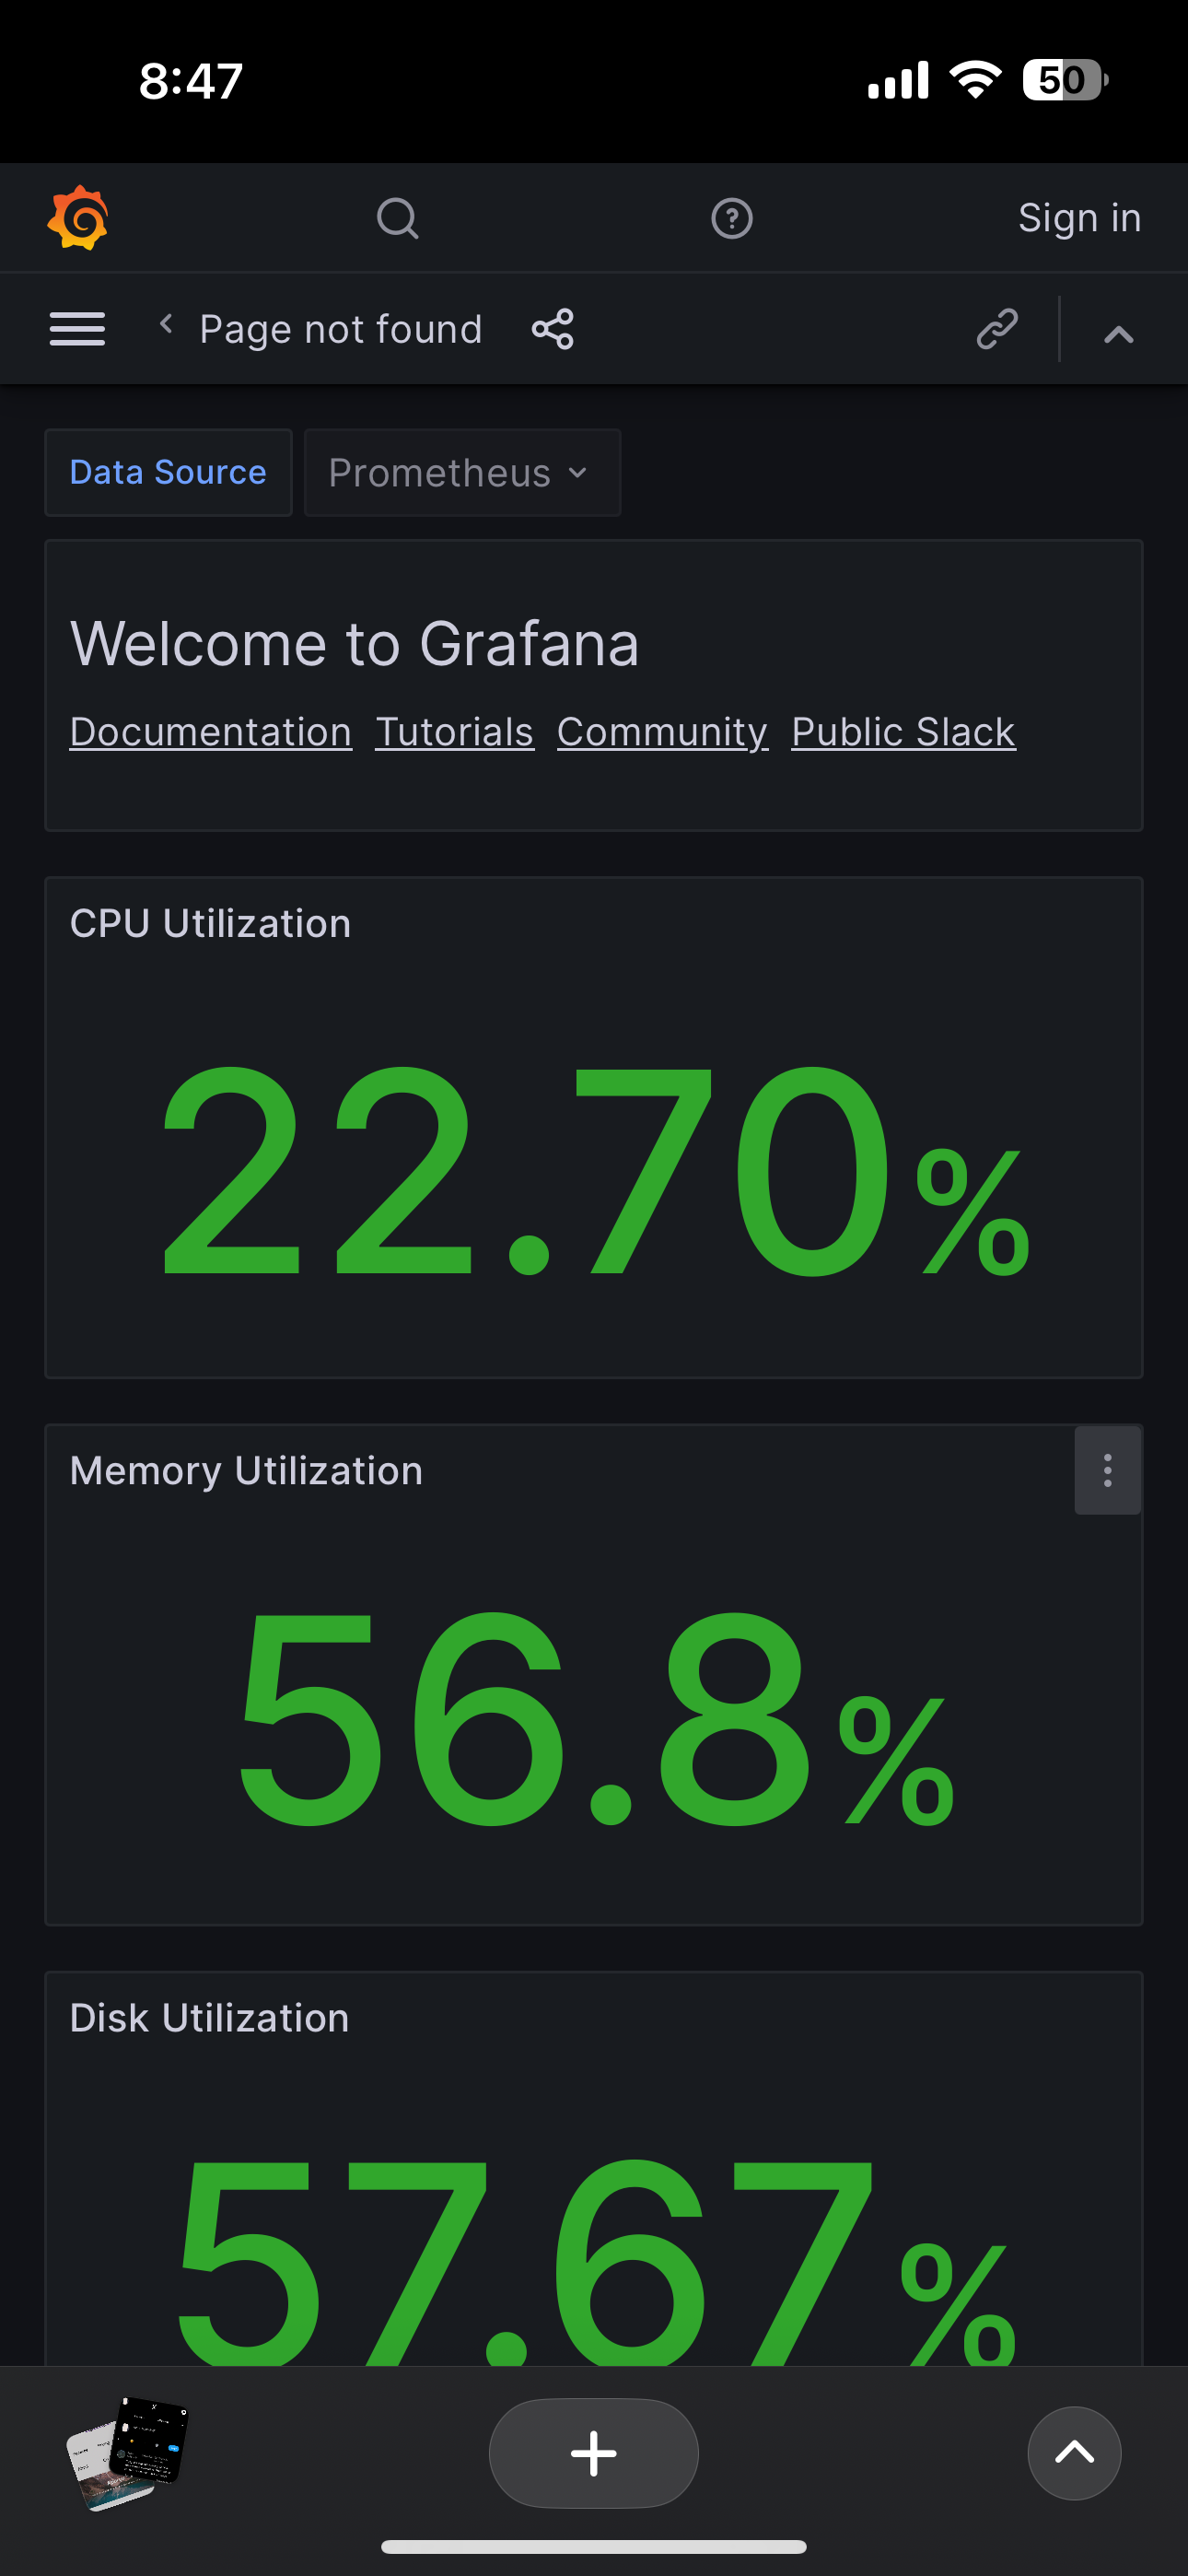 8:47
50
Sign in
Page not found
Data Source
Prometheus
Welcome to Grafana
Documentation Tutorials Community Public Slack
CPU Utilization
22.70%
Memory Utilization
56.8%
Disk Utilization
57.67%